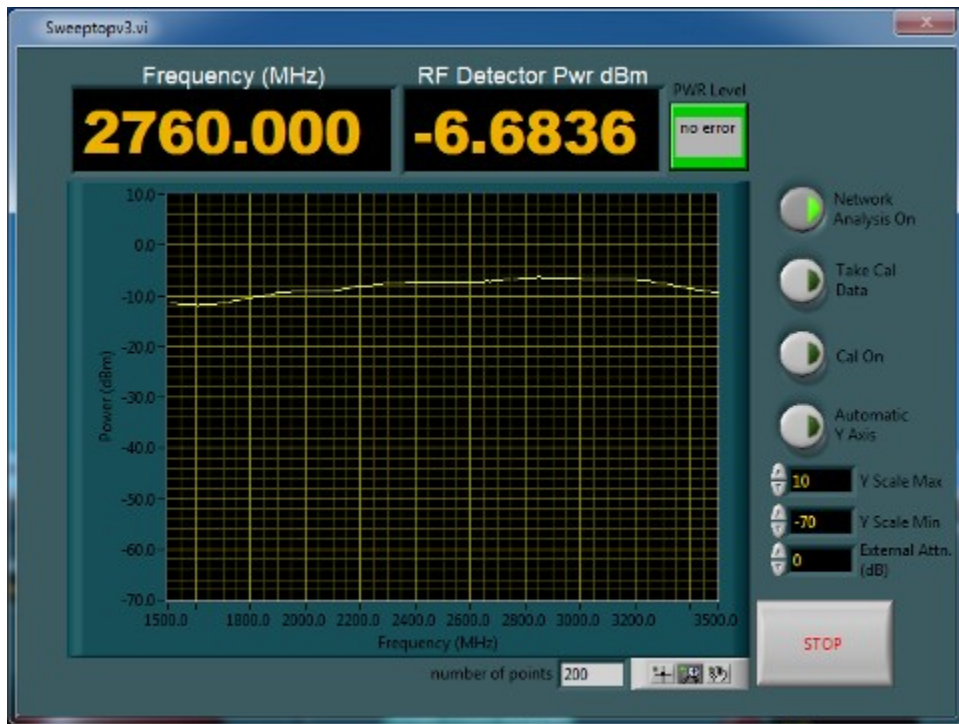 Sweeptopv3.vi
Frequency (MHz)
RF Detector Pwr dBm
PWR Level
2760.000
-6.6836
no error
10.0
0.0
-10.0
-20.0
-30.0
-40.0
-50.0
-60.0
-70.0
Power (dBm)
1500.0 1800.0 2000.0 2200.0 2400.0 2600.0 2800.0 3000.0 3200.0 3500.0
Frequency (MHz)
number of points 200
Network
Analysis On
Take Cal
Data
Cal On
Automatic
Y Axis
10 Y Scale Max
-70 Y Scale Min
0 External Attn.
(dB)
STOP